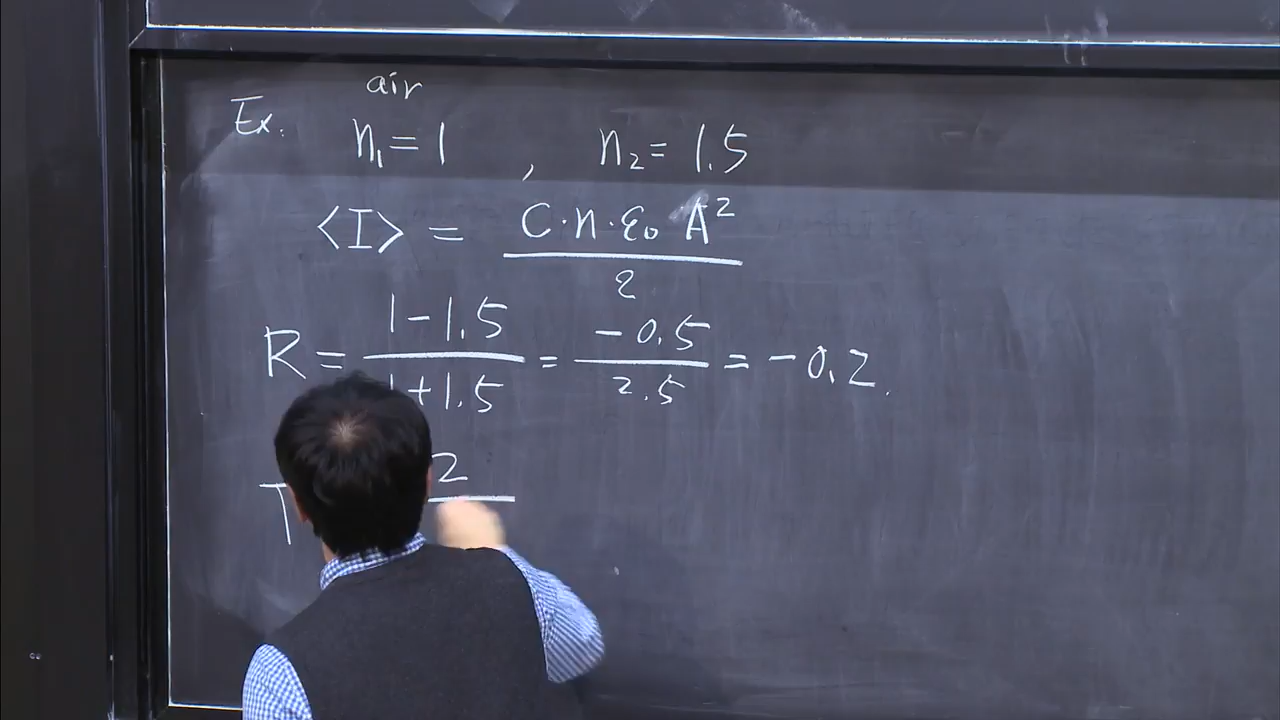 air
Ex. n₁ = 1 , n₂ = 1.5
<I> = C·n·ε₀ A² / 2
R = 1 - 1.5 / 1 + 1.5 = -0.5 / 2.5 = -0.2.
T 2